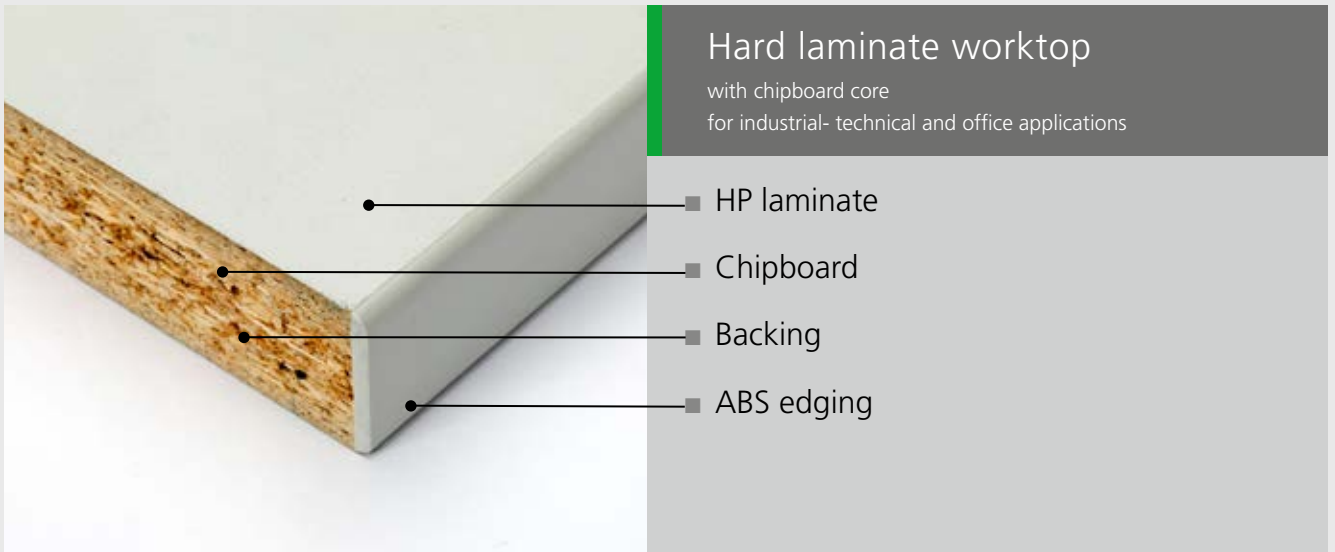 Hard laminate worktop
with chipboard core
for industrial- technical and office applications
HP laminate
Chipboard
Backing
ABS edging